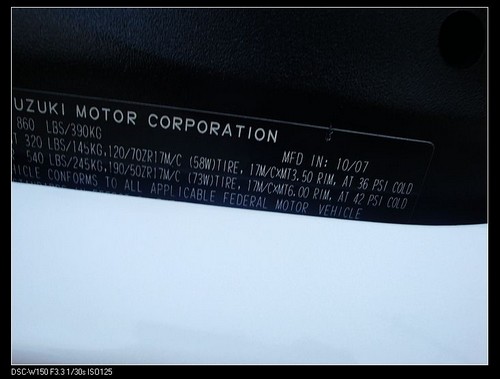 UZUKI MOTOR CORPORATION
860 LBS/390KG MFD IN: 10/07
T 320 LBS/145KG, 120/70ZR17M/C (58W)TIRE, 17M/CXMT3.50 RIM, AT 36 PSI COLD
R 540 LBS/245KG, 190/50ZR17M/C (73W)TIRE, 17M/CXMT6.00 RIM, AT 42 PSI COLD
HICLE CONFORMS TO ALL APPLICABLE FEDERAL MOTOR VEHICLE
DSC-W150 F3.3 1/30s ISO125